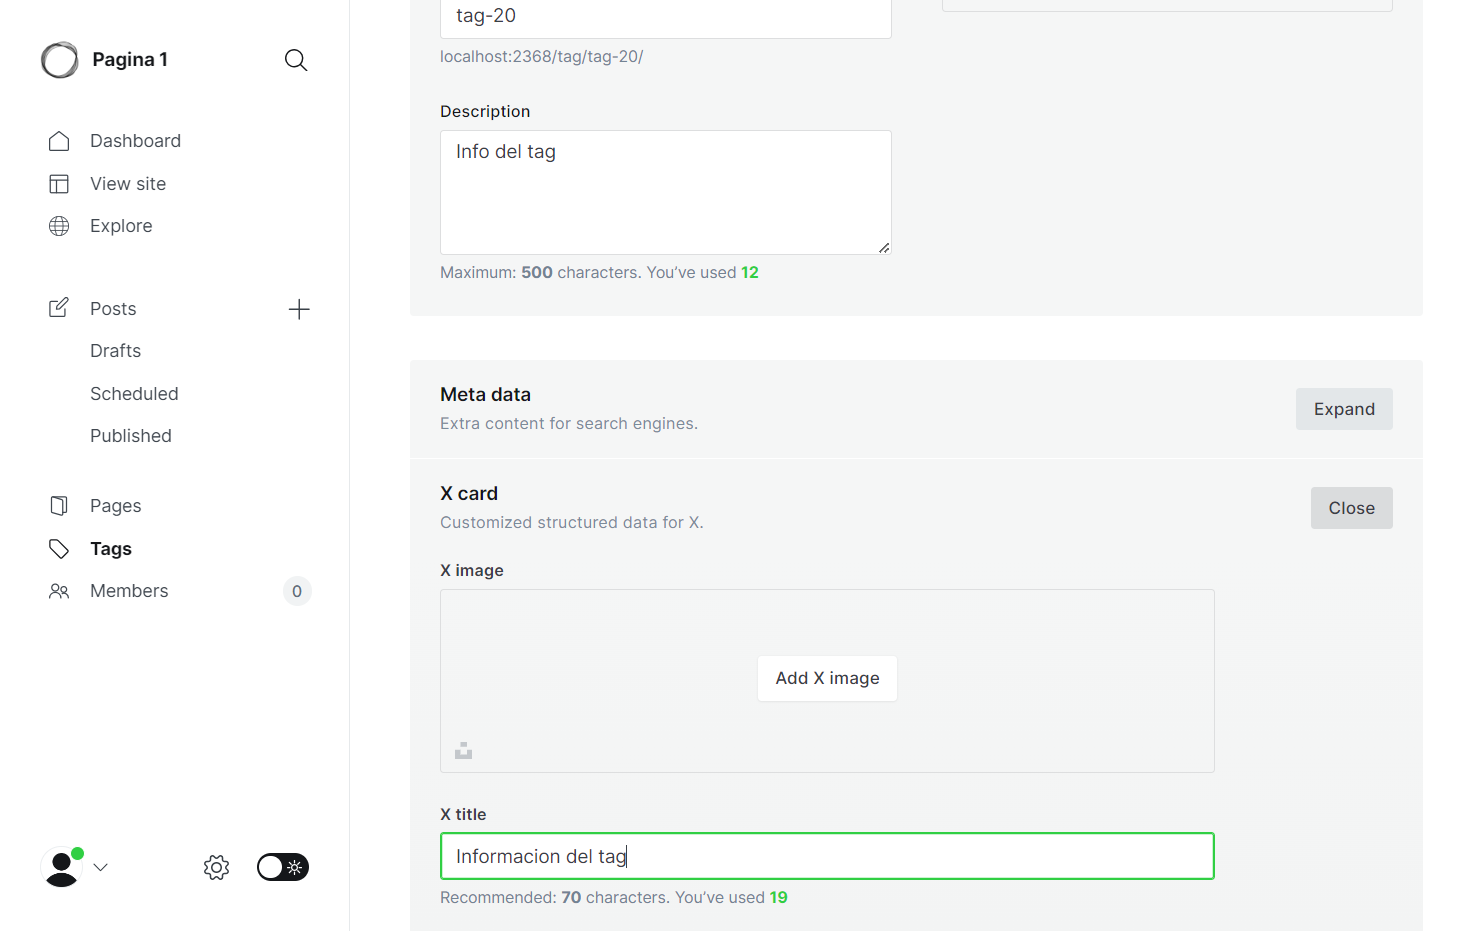 Pagina 1
Dashboard
View site
Explore
Posts
Drafts
Scheduled
Published
Pages
Tags
Members
0
tag-20
localhost:2368/tag/tag-20/
Description
Info del tag
Maximum: 500 characters. You’ve used 12
Meta data
Extra content for search engines.
Expand
X card
Customized structured data for X.
Close
X image
Add X image
X title
Informacion del tag
Recommended: 70 characters. You’ve used 19